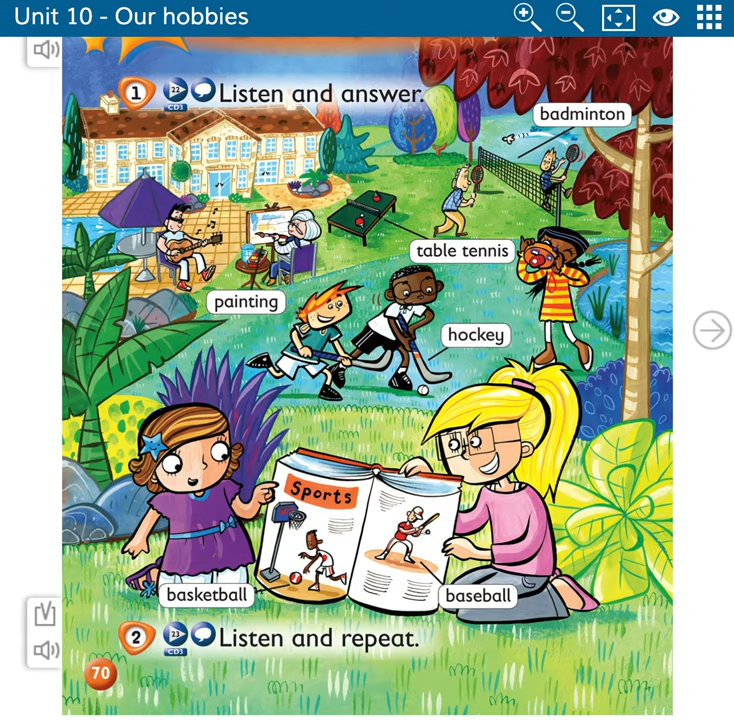 Unit 10 - Our hobbies
1 22 CD3 Listen and answer.
badminton
table tennis
painting
hockey
Sports
basketball
baseball
2 23 CD3 Listen and repeat.
70